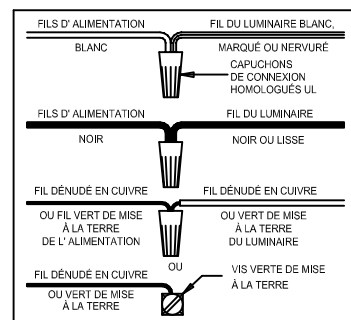 FILS D' ALIMENTATION
BLANC
FIL DU LUMINAIRE BLANC,
MARQUÉ OU NERVURÉ
CAPUCHONS
DE CONNEXION
HOMOLOGUÉS UL
FILS D' ALIMENTATION
NOIR
FIL DU LUMINAIRE
NOIR OU LISSE
FIL DÉNUDÉ EN CUIVRE
OU FIL VERT DE MISE
À LA TERRE
DE L' ALIMENTATION
FIL DÉNUDÉ EN CUIVRE
OU VERT DE MISE
À LA TERRE
DU LUMINAIRE
OU
FIL DÉNUDÉ EN CUIVRE
OU VERT DE MISE
À LA TERRE
VIS VERTE DE MISE
À LA TERRE